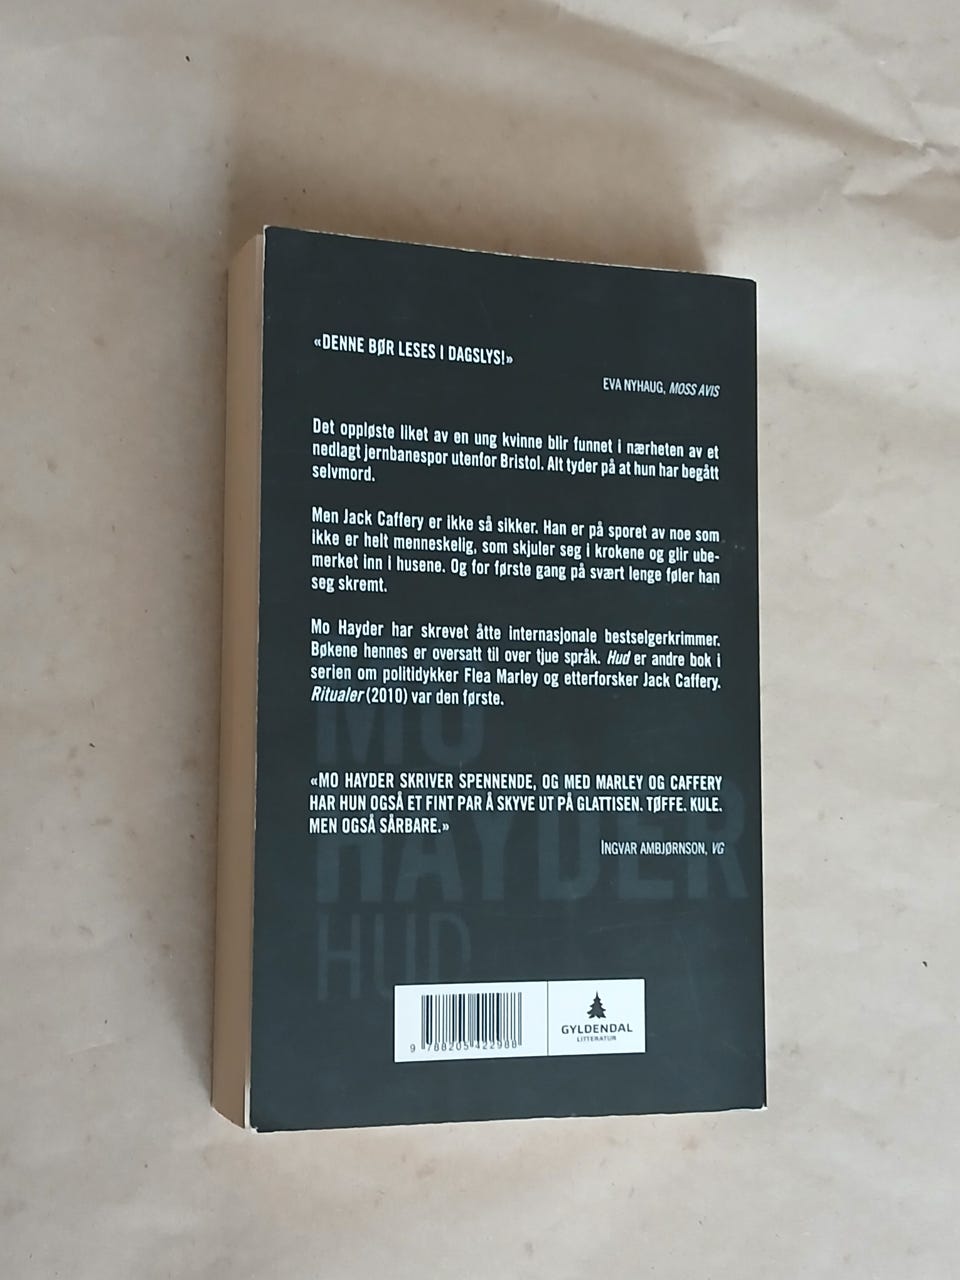 «DENNE BØR LESES I DAGSLYS!»
EVA NYHAUG, MOSS AVIS
Det oppløste liket av en ung kvinne blir funnet i nærheten av et
nedlagt jernbanespor utenfor Bristol. Alt tyder på at hun har begått
selvmord.
Men Jack Caffery er ikke så sikker. Han er på sporet av noe som
ikke er helt menneskelig, som skjuler seg i krokene og glir ube-
merket inn i husene. Og for første gang på svært lenge føler han
seg skremt.
Mo Hayder har skrevet åtte internasjonale bestselgerkrimmer.
Bøkene hennes er oversatt til over tjue språk. Hud er andre bok i
serien om politidykker Flea Marley og etterforsker Jack Caffery.
Ritualer (2010) var den første.
MO
«MO HAYDER SKRIVER SPENNENDE, OG MED MARLEY OG CAFFERY
HAR HUN OGSÅ ET FINT PAR Å SKYVE UT PÅ GLATTISEN. TØFFE. KULE.
MEN OGSÅ SÅRBARE.»
INGVAR AMBJØRNSON, VG
HAYDER
HUD
9 788205 422988
GYLDENDAL
LITTERATUR